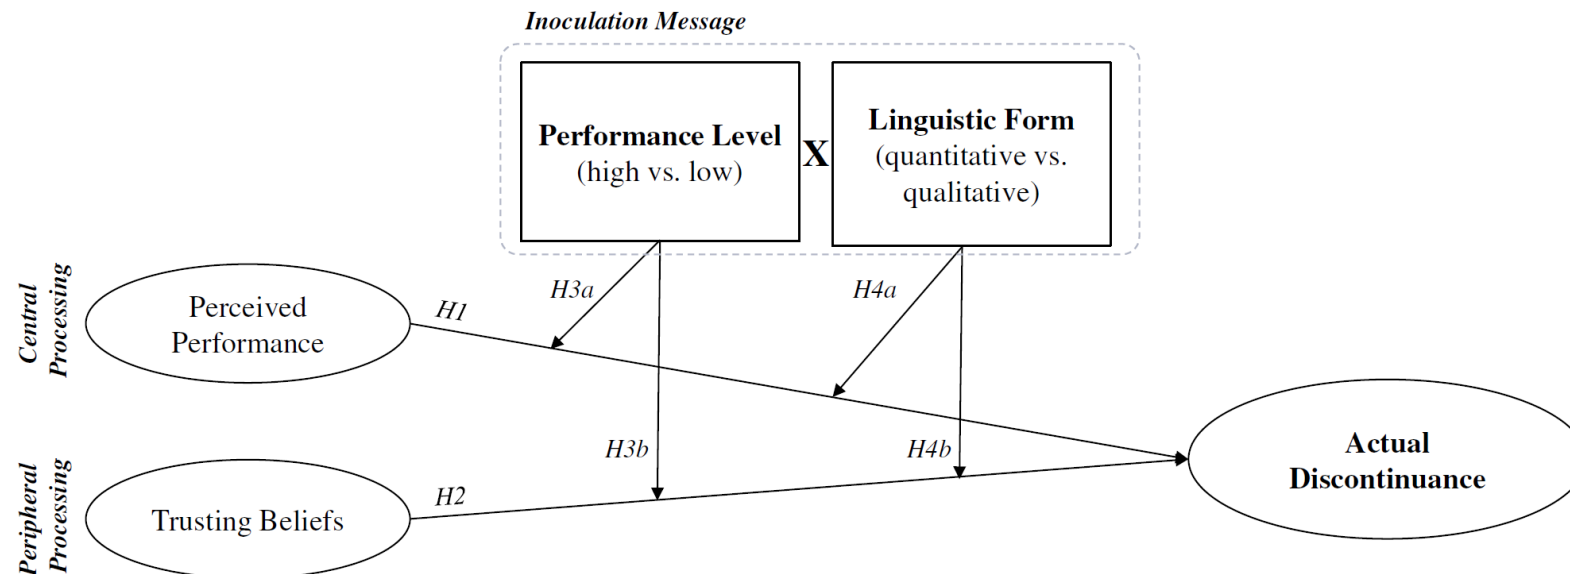 Inoculation Message
Performance Level
(high vs. low)
X
Linguistic Form
(quantitative vs.
qualitative)
Central
Processing
Perceived
Performance
H1
H3a
H4a
H3b
H4b
Peripheral
Processing
Trusting Beliefs
H2
Actual
Discontinuance